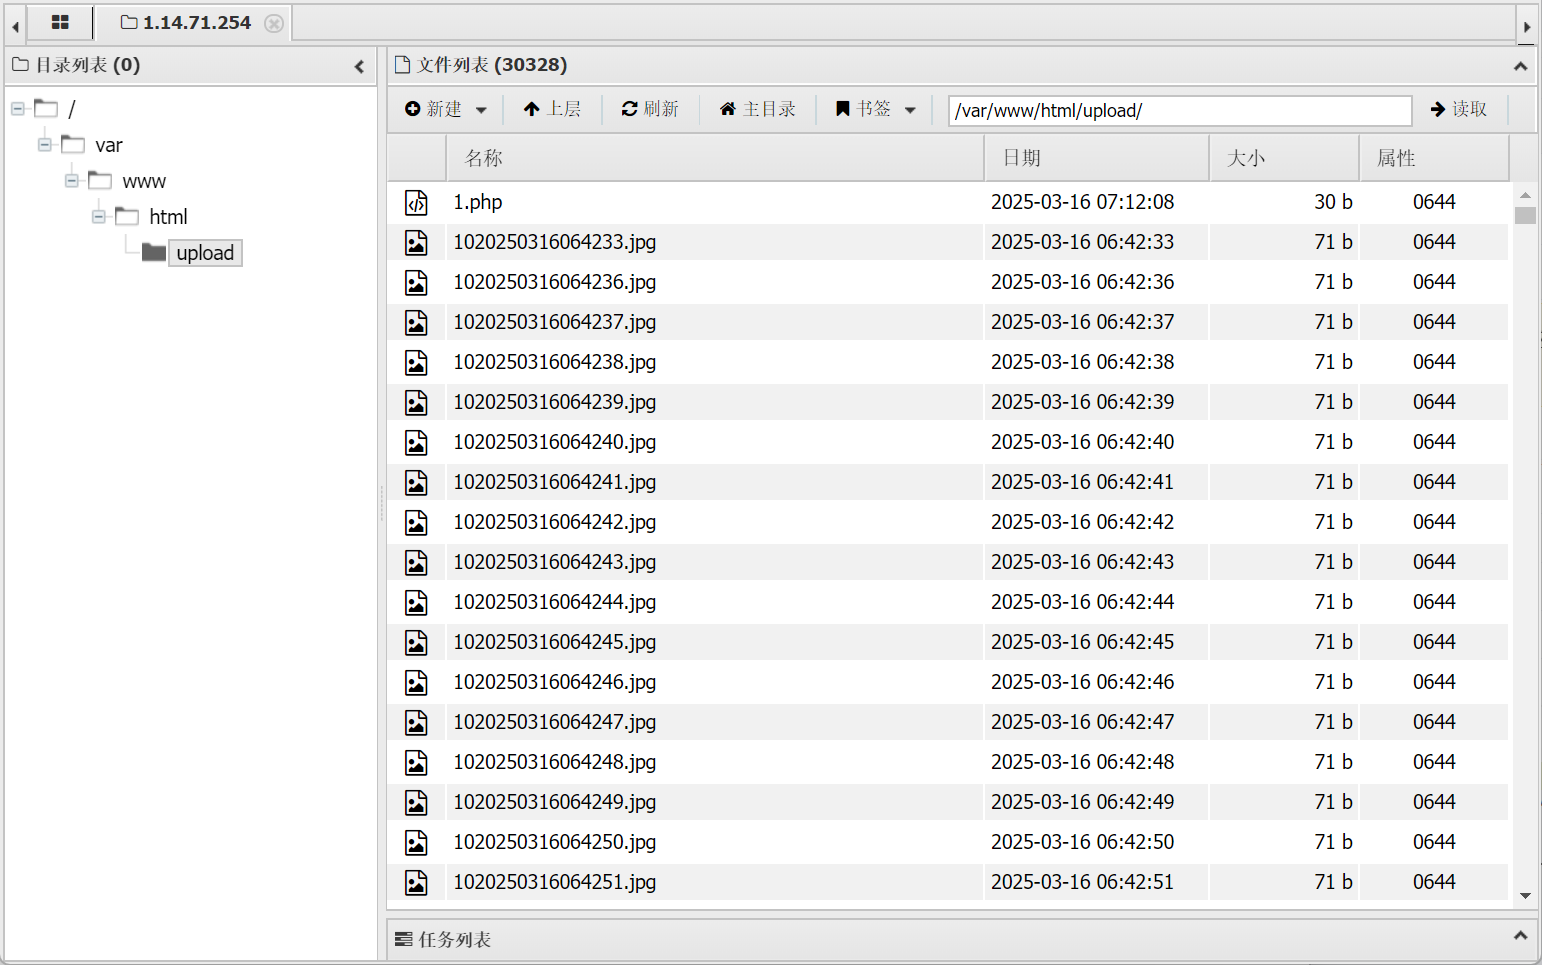 1.14.71.254
目录列表 (0)
/
var
www
html
upload
文件列表 (30328)
新建 上层 刷新 主目录 书签 /var/www/html/upload/ 读取
名称 日期 大小 属性
1.php 2025-03-16 07:12:08 30 b 0644
1020250316064233.jpg 2025-03-16 06:42:33 71 b 0644
1020250316064236.jpg 2025-03-16 06:42:36 71 b 0644
1020250316064237.jpg 2025-03-16 06:42:37 71 b 0644
1020250316064238.jpg 2025-03-16 06:42:38 71 b 0644
1020250316064239.jpg 2025-03-16 06:42:39 71 b 0644
1020250316064240.jpg 2025-03-16 06:42:40 71 b 0644
1020250316064241.jpg 2025-03-16 06:42:41 71 b 0644
1020250316064242.jpg 2025-03-16 06:42:42 71 b 0644
1020250316064243.jpg 2025-03-16 06:42:43 71 b 0644
1020250316064244.jpg 2025-03-16 06:42:44 71 b 0644
1020250316064245.jpg 2025-03-16 06:42:45 71 b 0644
1020250316064246.jpg 2025-03-16 06:42:46 71 b 0644
1020250316064247.jpg 2025-03-16 06:42:47 71 b 0644
1020250316064248.jpg 2025-03-16 06:42:48 71 b 0644
1020250316064249.jpg 2025-03-16 06:42:49 71 b 0644
1020250316064250.jpg 2025-03-16 06:42:50 71 b 0644
1020250316064251.jpg 2025-03-16 06:42:51 71 b 0644
任务列表